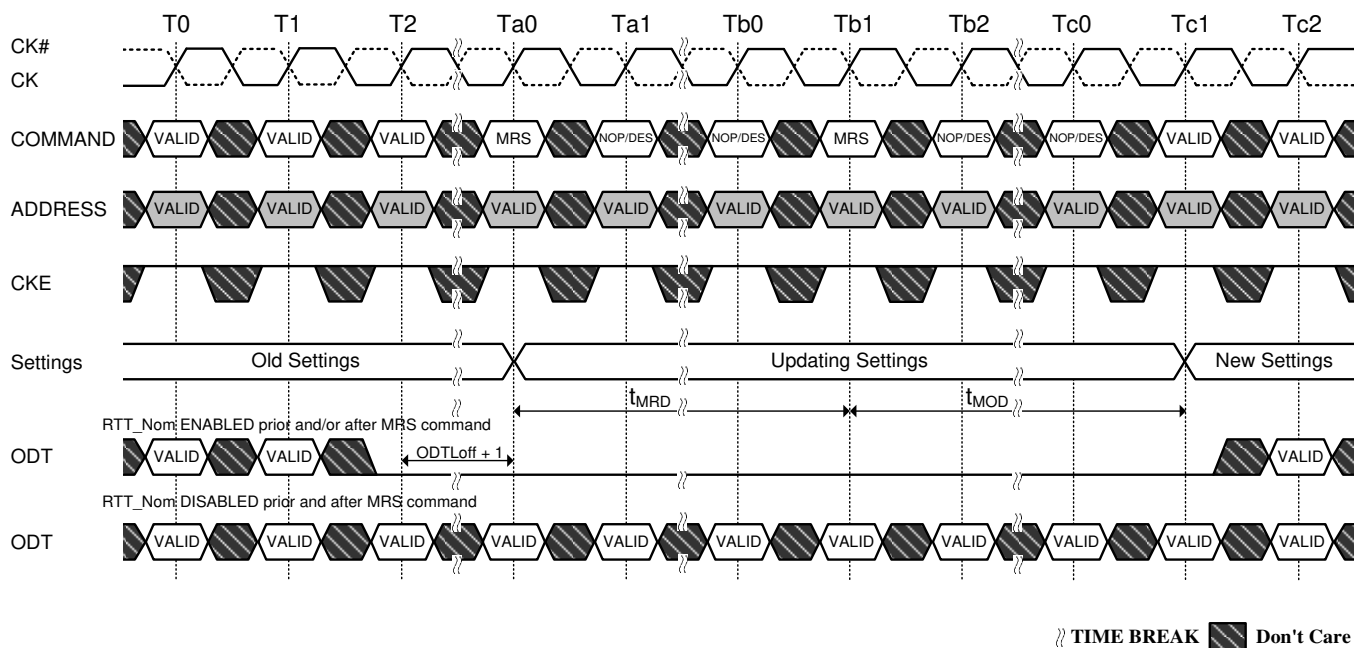 T0 T1 T2 Ta0 Ta1 Tb0 Tb1 Tb2 Tc0 Tc1 Tc2
CK#
CK
COMMAND VALID VALID VALID MRS NOP/DES NOP/DES MRS NOP/DES NOP/DES VALID VALID
ADDRESS VALID VALID VALID VALID VALID VALID VALID VALID VALID VALID VALID
CKE
Settings Old Settings Updating Settings New Settings
tMRD tMOD
RTT_Nom ENABLED prior and/or after MRS command
ODT VALID VALID ODTLoff + 1 VALID
RTT_Nom DISABLED prior and after MRS command
ODT VALID VALID VALID VALID VALID VALID VALID VALID VALID VALID VALID
TIME BREAK Don't Care